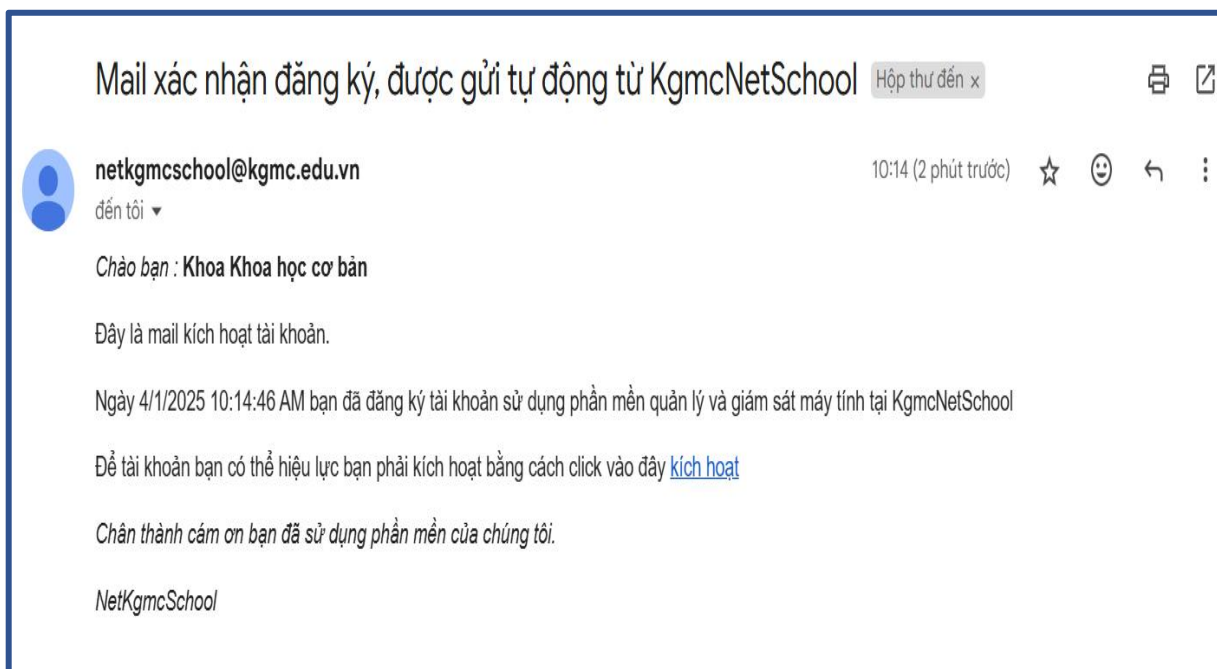 Mail xác nhận đăng ký, được gửi tự động từ KgmcNetSchool Hộp thư đến ×
netkgmcschool@kgmc.edu.vn 10:14 (2 phút trước)
đến tôi
Chào bạn : Khoa Khoa học cơ bản
Đây là mail kích hoạt tài khoản.
Ngày 4/1/2025 10:14:46 AM bạn đã đăng ký tài khoản sử dụng phần mền quản lý và giám sát máy tính tại KgmcNetSchool
Để tài khoản bạn có thể hiệu lực bạn phải kích hoạt bằng cách click vào đây kích hoạt
Chân thành cám ơn bạn đã sử dụng phần mền của chúng tôi.
NetKgmcSchool